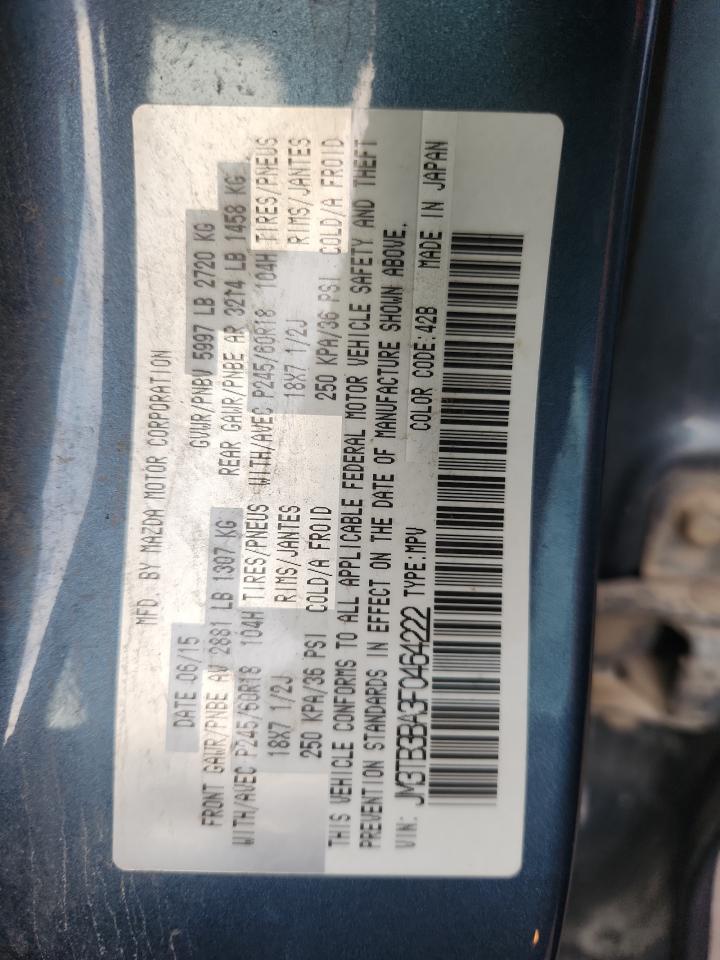 MFD. BY MAZDA MOTOR CORPORATION
DATE 06/15 GVWR/PNBV 5997 LB 2720 KG
FRONT GAWR/PNBE AV 2881 LB 1307 KG REAR GAWR/PNBE AR 3214 LB 1458 KG
WITH/AVEC P245/60R18 104H TIRES/PNEUS WITH/AVEC P245/60R18 104H TIRES/PNEUS
18X7 1/2J RIMS/JANTES 18X7 1/2J RIMS/JANTES
250 KPA/36 PSI COLD/A FROID 250 KPA/36 PSI COLD/A FROID
THIS VEHICLE CONFORMS TO ALL APPLICABLE FEDERAL MOTOR VEHICLE SAFETY AND THEFT
PREVENTION STANDARDS IN EFFECT ON THE DATE OF MANUFACTURE SHOWN ABOVE.
VIN: JM3TB3BA3F0464222 TYPE:MPV COLOR CODE:42B MADE IN JAPAN